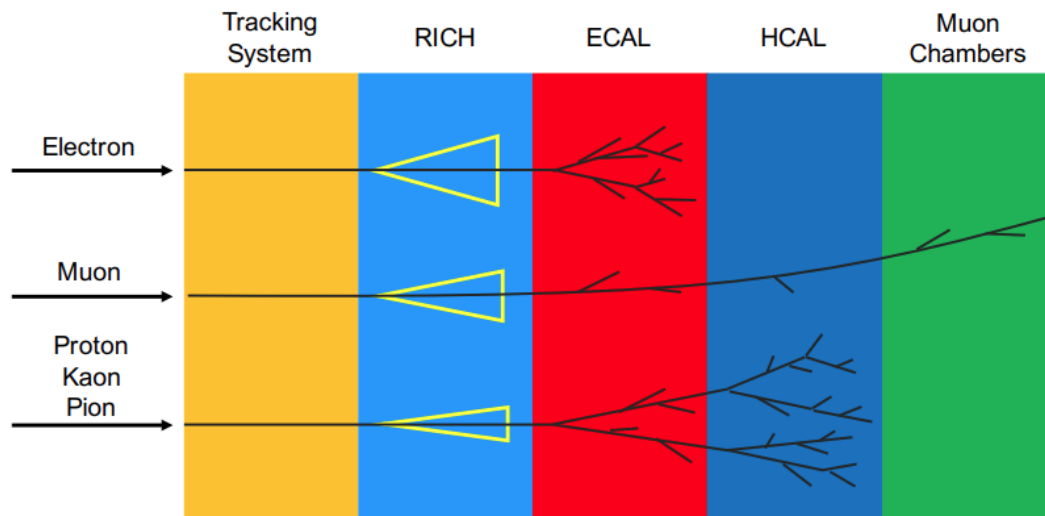 Tracking
System
RICH
ECAL
HCAL
Muon
Chambers
Electron
Muon
Proton
Kaon
Pion